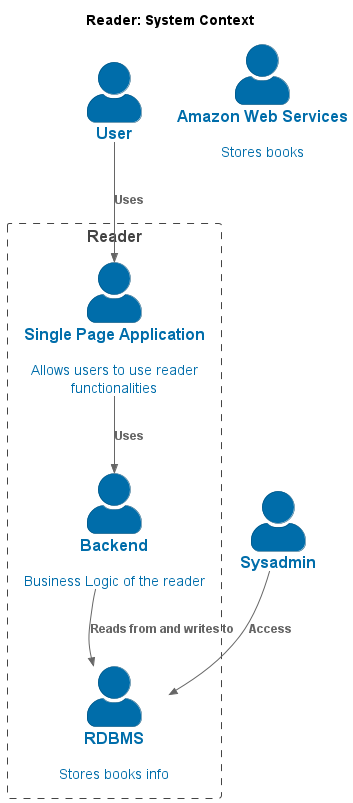 Reader: System Context
User
Amazon Web Services
Stores books
Uses
Reader
Single Page Application
Allows users to use reader
functionalities
Uses
Backend
Business Logic of the reader
Sysadmin
Reads from and writes to
Access
RDBMS
Stores books info